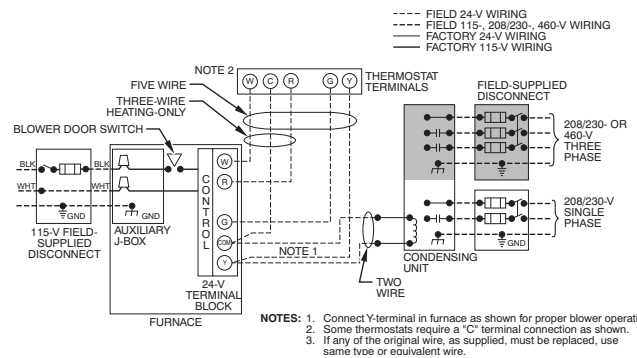 FIELD 24-V WIRING
FIELD 115-, 208/230-, 460-V WIRING
FACTORY 24-V WIRING
FACTORY 115-V WIRING
NOTE 2
W C R G Y
THERMOSTAT
TERMINALS
FIVE WIRE
THREE-WIRE
HEATING-ONLY
BLOWER DOOR SWITCH
FIELD-SUPPLIED
DISCONNECT
208/230- OR
460-V
THREE
PHASE
BLK
BLK
WHT
WHT
GND
GND
115-V FIELD-
SUPPLIED
DISCONNECT
AUXILIARY
J-BOX
CONTROL
W
R
G
COM
Y
24-V
TERMINAL
BLOCK
FURNACE
NOTE 1
TWO
WIRE
CONDENSING
UNIT
GND
208/230-V
SINGLE
PHASE
NOTES: 1. Connect Y-terminal in furnace as shown for proper blower operati
2. Some thermostats require a "C" terminal connection as shown.
3. If any of the original wire, as supplied, must be replaced, use
same type or equivalent wire.